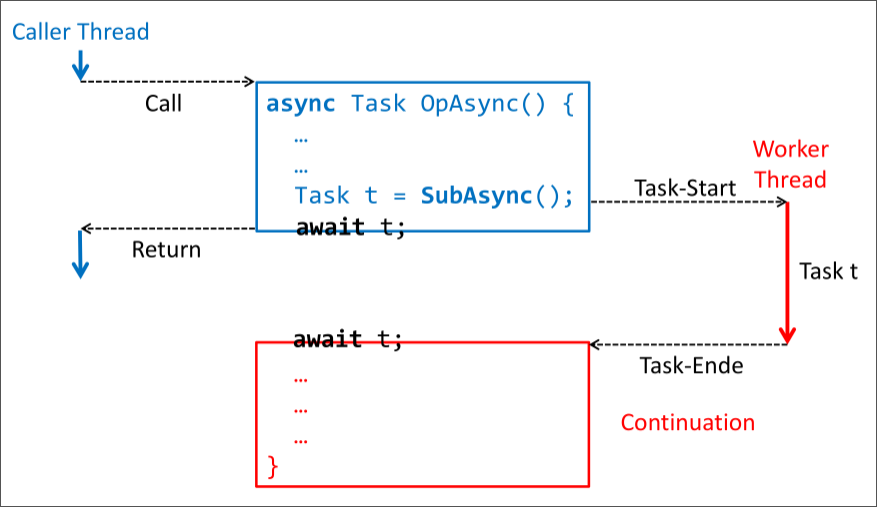 Caller Thread
Call
async Task OpAsync() {
…
…
Task t = SubAsync();
await t;
Return
Task-Start
Worker
Thread
Task t
await t;
Task-Ende
…
…
…
}
Continuation